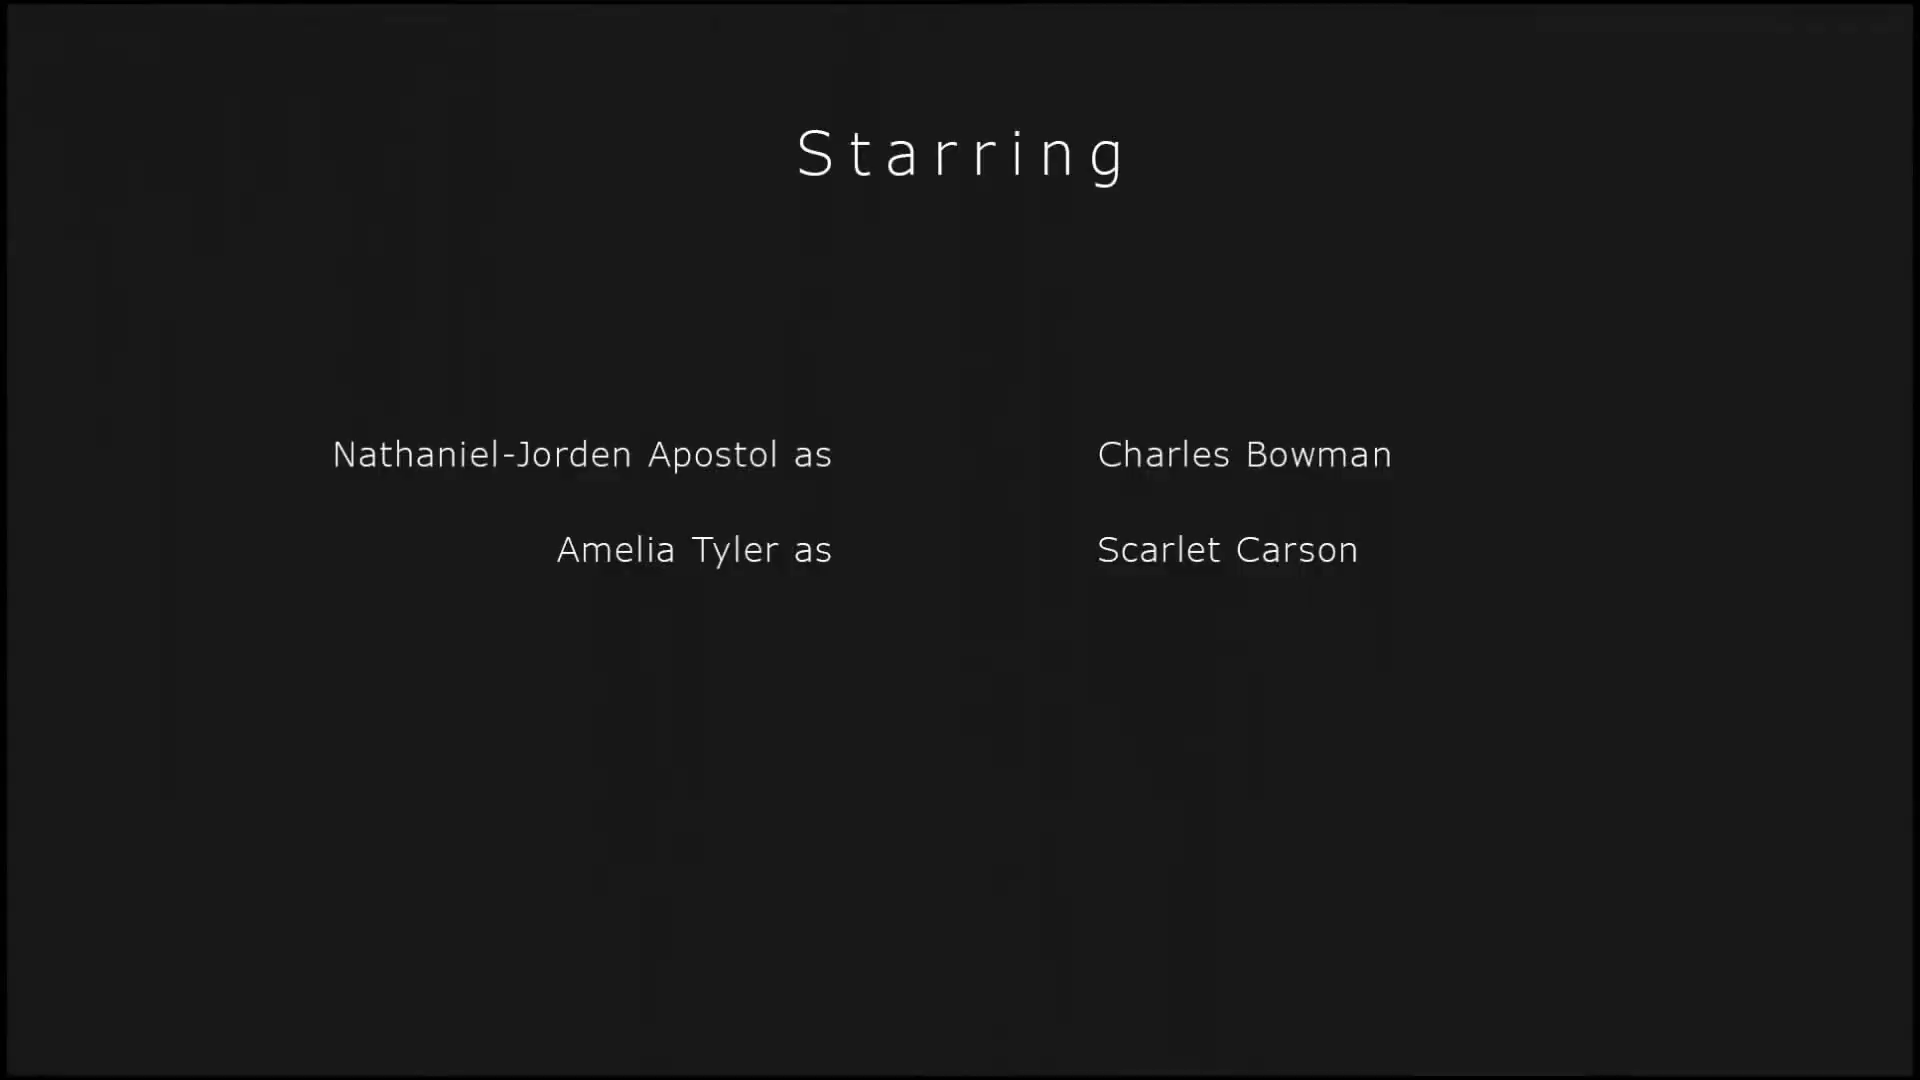 Starring
Nathaniel-Jorden Apostol as Charles Bowman
Amelia Tyler as Scarlet Carson